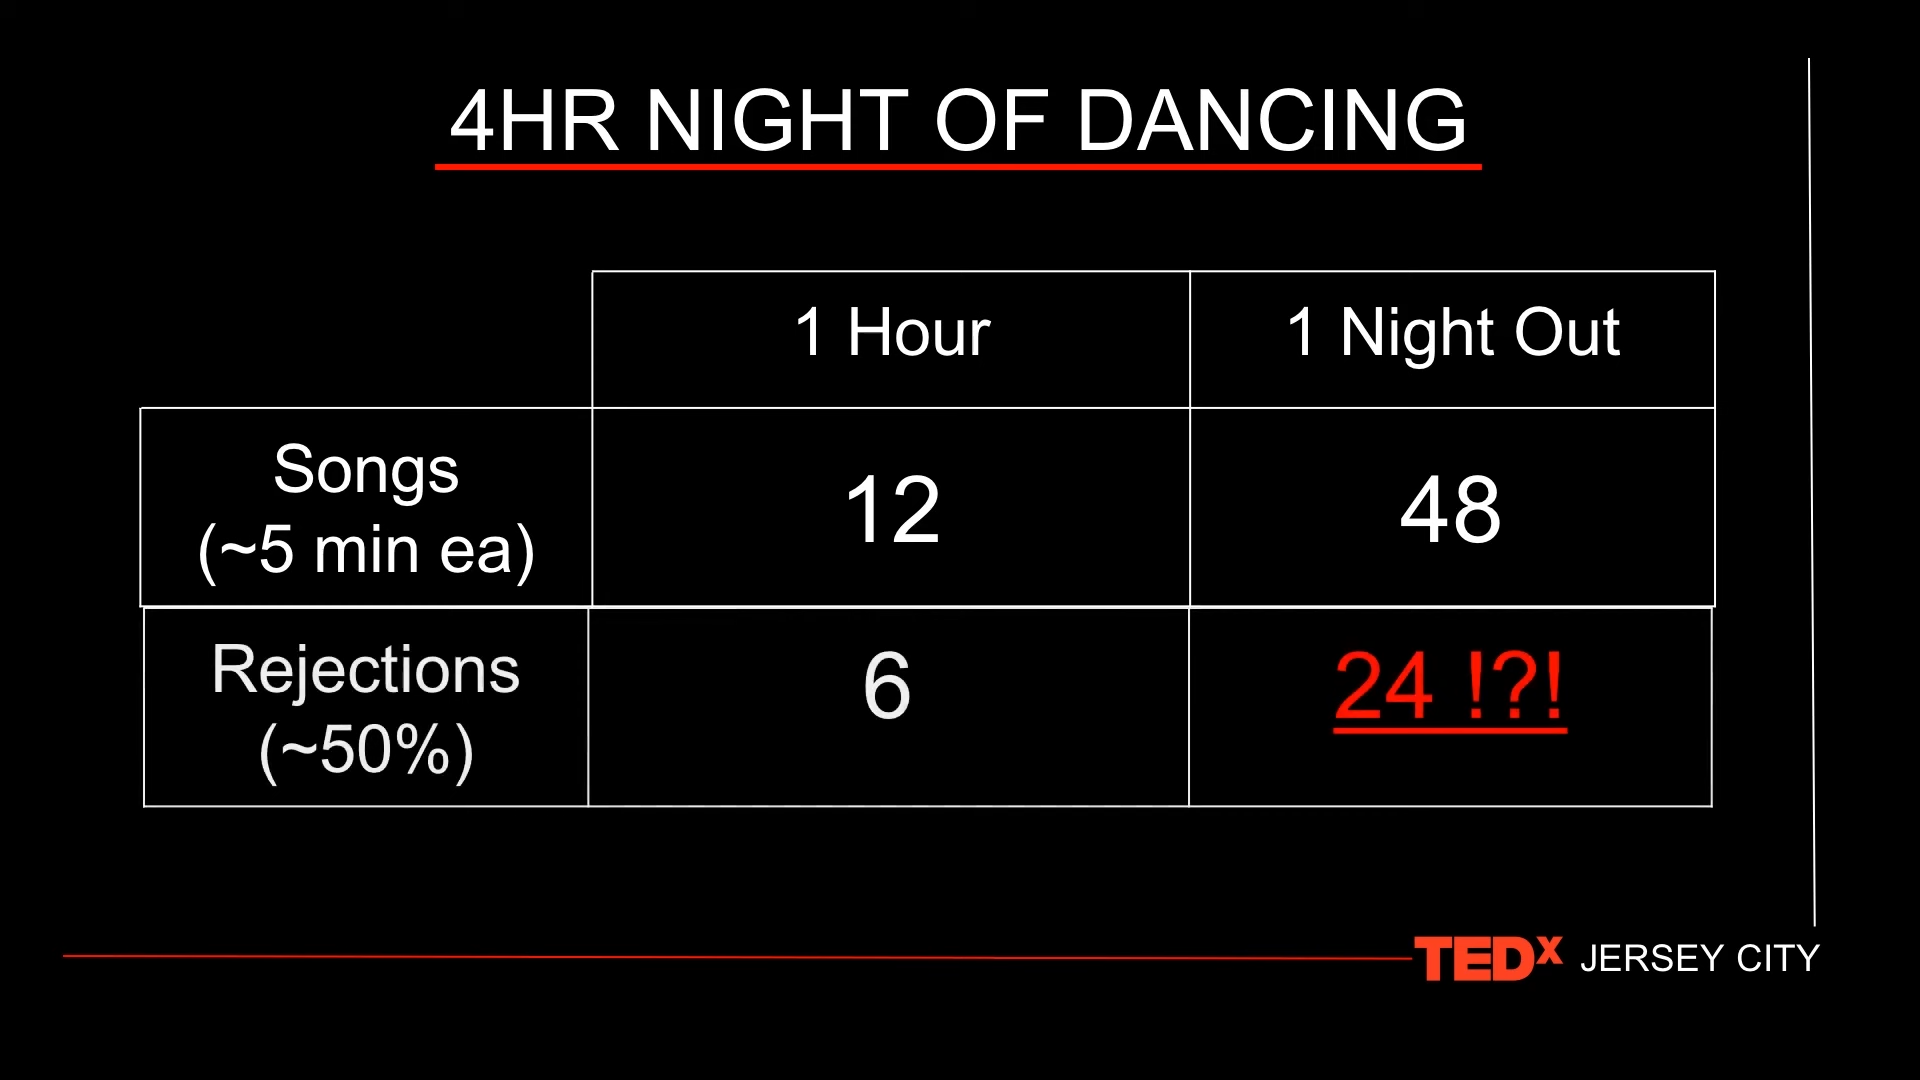 4HR NIGHT OF DANCING
1 Hour
1 Night Out
Songs
(~5 min ea)
12
48
Rejections
(~50%)
6
24 !?!
TEDx JERSEY CITY